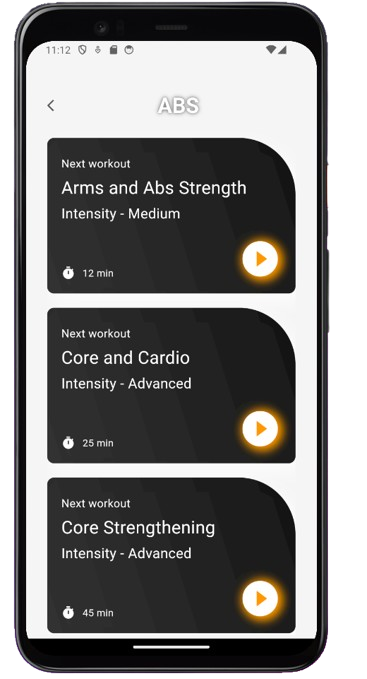 11:12
ABS
Next workout
Arms and Abs Strength
Intensity - Medium
12 min
Next workout
Core and Cardio
Intensity - Advanced
25 min
Next workout
Core Strengthening
Intensity - Advanced
45 min